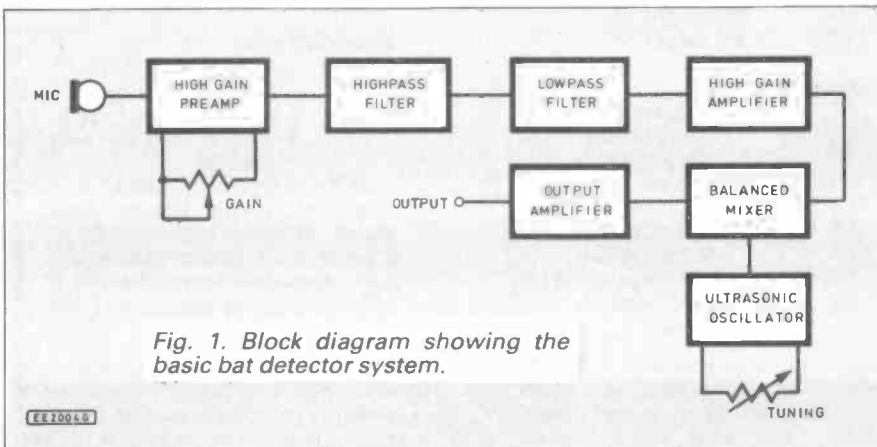 MIC
HIGH GAIN
PREAMP
HIGHPASS
FILTER
LOWPASS
FILTER
HIGH GAIN
AMPLIFIER
GAIN
OUTPUT
OUTPUT
AMPLIFIER
BALANCED
MIXER
ULTRASONIC
OSCILLATOR
TUNING
Fig. 1. Block diagram showing the
basic bat detector system.
EE2004G